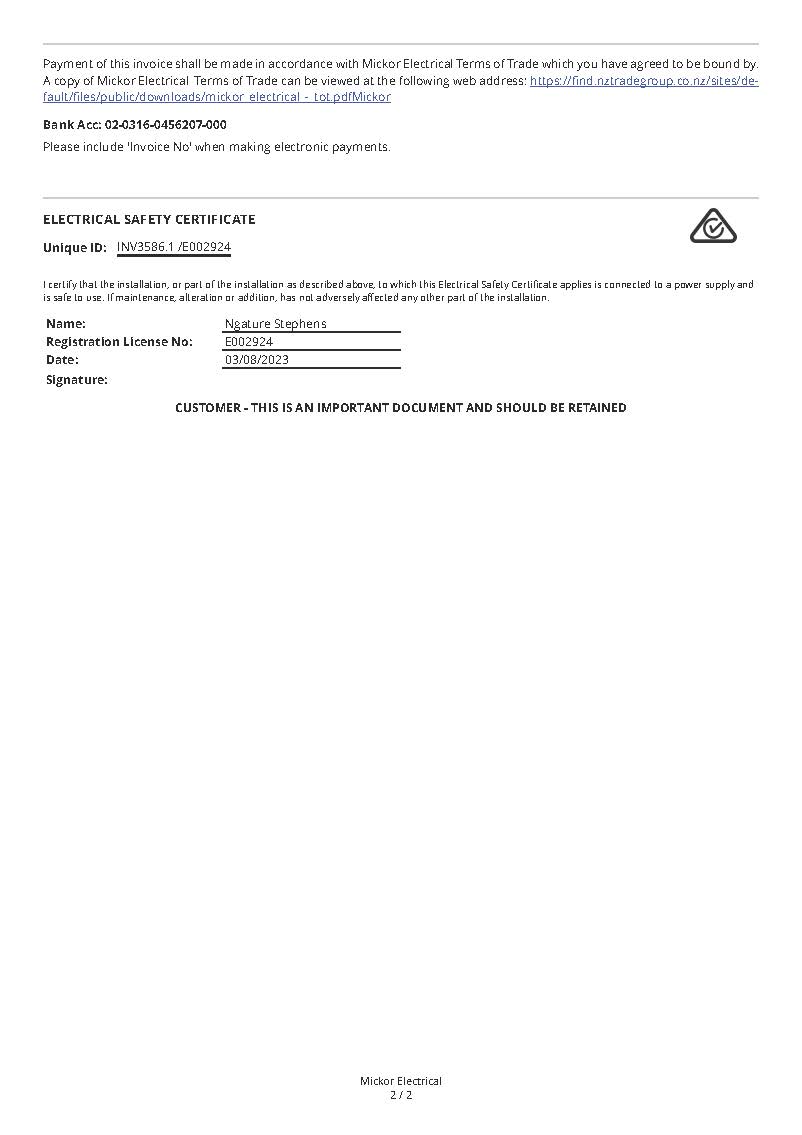 Payment of this invoice shall be made in accordance with Mickor Electrical Terms of Trade which you have agreed to be bound by.
A copy of Mickor Electrical Terms of Trade can be viewed at the following web address: https://find.nztradegroup.co.nz/sites/de-
fault/files/public/downloads/mickor_electrical_-_tot.pdfMickor
Bank Acc: 02-0316-0456207-000
Please include 'Invoice No' when making electronic payments.
ELECTRICAL SAFETY CERTIFICATE
Unique ID: INV3586.1 /E002924
I certify that the installation, or part of the installation as described above, to which this Electrical Safety Certificate applies is connected to a power supply and
is safe to use. If maintenance, alteration or addition, has not adversely affected any other part of the installation.
Name: Ngature Stephens
Registration License No: E002924
Date: 03/08/2023
Signature:
CUSTOMER - THIS IS AN IMPORTANT DOCUMENT AND SHOULD BE RETAINED
Mickor Electrical
2 / 2